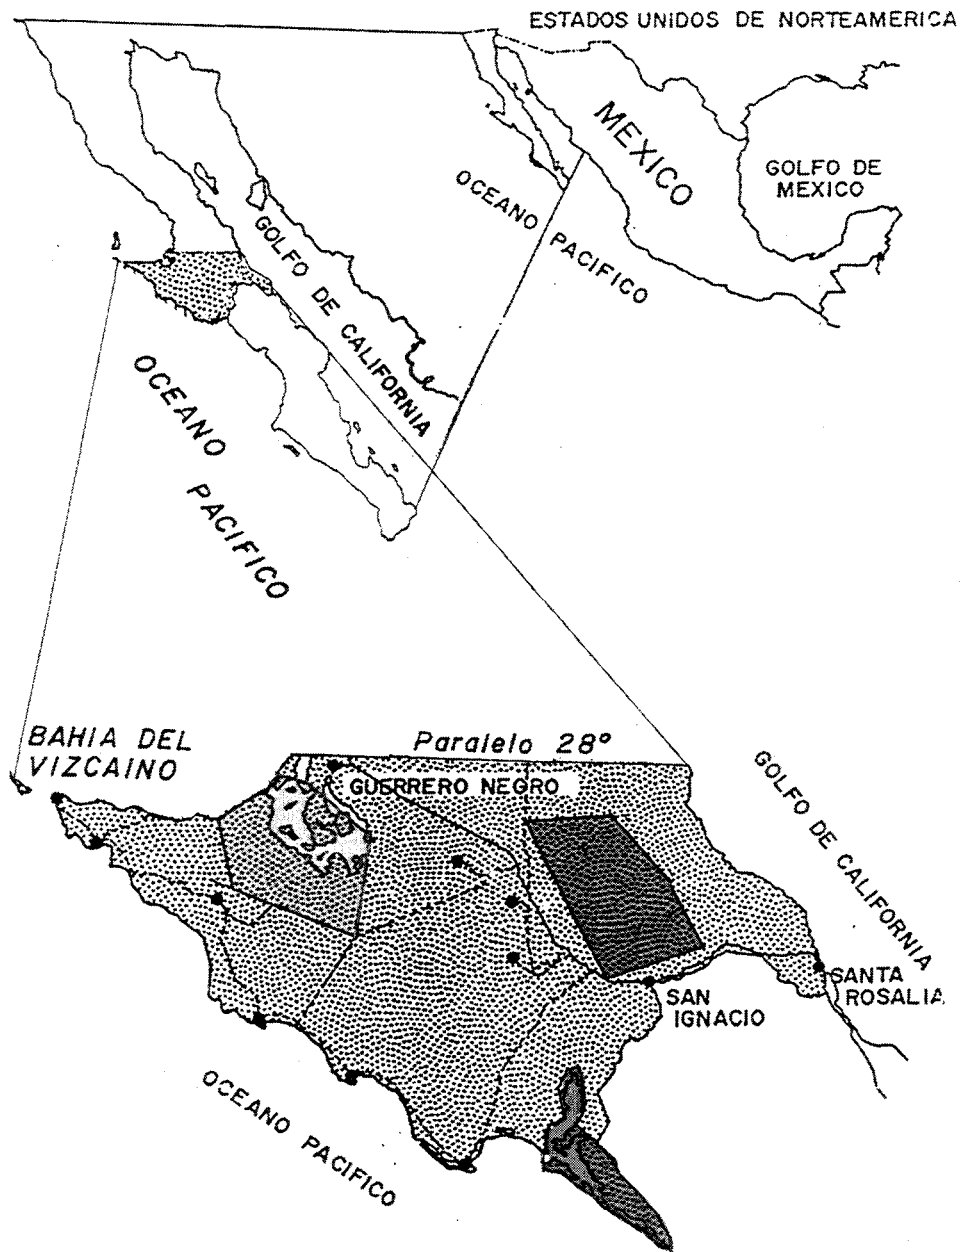 ESTADOS UNIDOS DE NORTEAMERICA
MEXICO
GOLFO DE
MEXICO
OCEANO PACIFICO
GOLFO DE CALIFORNIA
OCEANO PACIFICO
BAHIA DEL
VIZCAINO
Paralelo 28°
GUERRERO NEGRO
GOLFO DE CALIFORNIA
SANTA
ROSALIA
SAN
IGNACIO
OCEANO PACIFICO